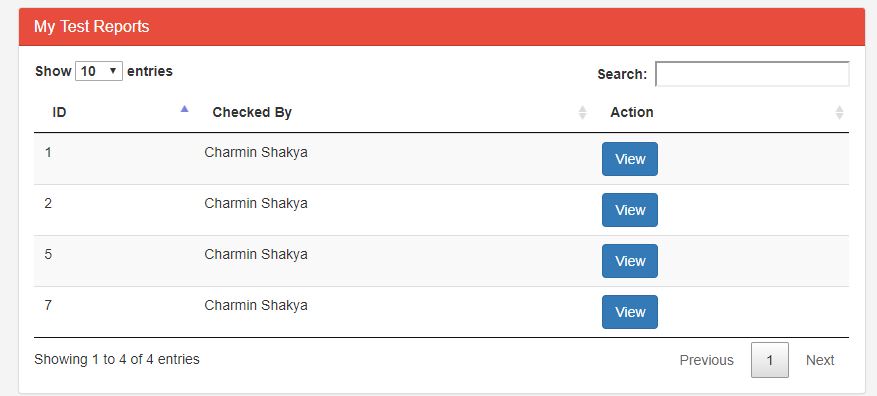 My Test Reports
Show 10 entries
Search:
ID Checked By Action
1 Charmin Shakya View
2 Charmin Shakya View
5 Charmin Shakya View
7 Charmin Shakya View
Showing 1 to 4 of 4 entries
Previous 1 Next